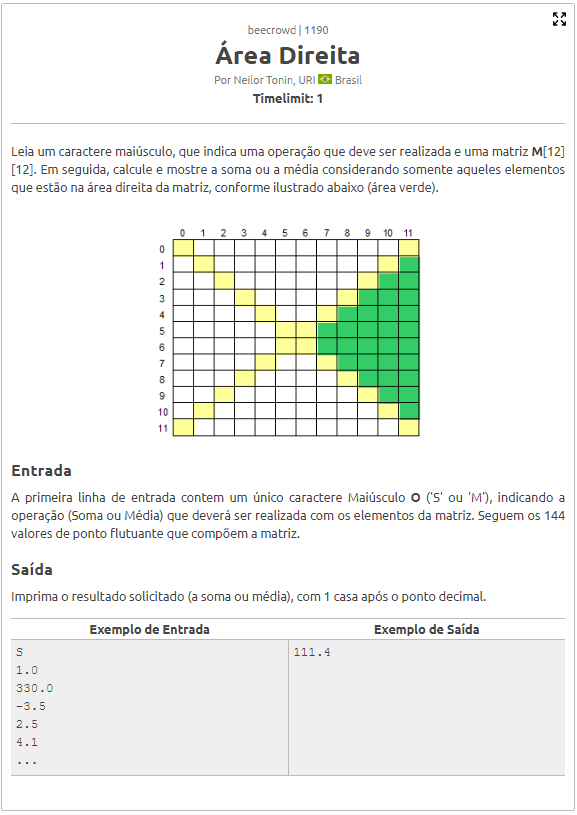 beecrowd | 1190
Área Direita
Por Neilor Tonin, URI Brasil
Timelimit: 1
Leia um caractere maiúsculo, que indica uma operação que deve ser realizada e uma matriz M[12]
[12]. Em seguida, calcule e mostre a soma ou a média considerando somente aqueles elementos
que estão na área direita da matriz, conforme ilustrado abaixo (área verde).
0 1 2 3 4 5 6 7 8 9 10 11
0
1
2
3
4
5
6
7
8
9
10
11
Entrada
A primeira linha de entrada contem um único caractere Maiúsculo O ('S' ou 'M'), indicando a
operação (Soma ou Média) que deverá ser realizada com os elementos da matriz. Seguem os 144
valores de ponto flutuante que compõem a matriz.
Saída
Imprima o resultado solicitado (a soma ou média), com 1 casa após o ponto decimal.
Exemplo de Entrada Exemplo de Saída
S 111.4
1.0
330.0
-3.5
2.5
4.1
...